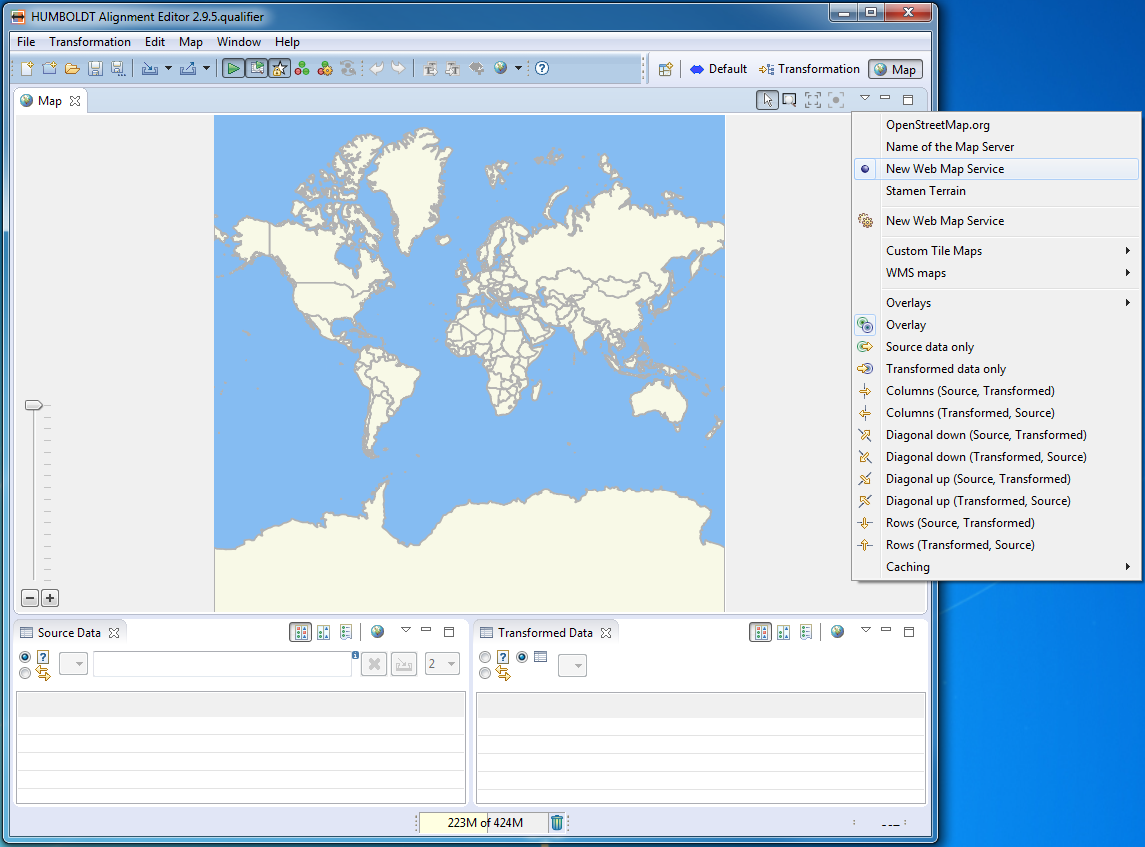 HUMBOLDT Alignment Editor 2.9.5.qualifier
File Transformation Edit Map Window Help
Default Transformation Map
Map
OpenStreetMap.org
Name of the Map Server
New Web Map Service
Stamen Terrain
New Web Map Service
Custom Tile Maps
WMS maps
Overlays
Overlay
Source data only
Transformed data only
Columns (Source, Transformed)
Columns (Transformed, Source)
Diagonal down (Source, Transformed)
Diagonal down (Transformed, Source)
Diagonal up (Source, Transformed)
Diagonal up (Transformed, Source)
Rows (Source, Transformed)
Rows (Transformed, Source)
Caching
Source Data
Transformed Data
2
223M of 424M